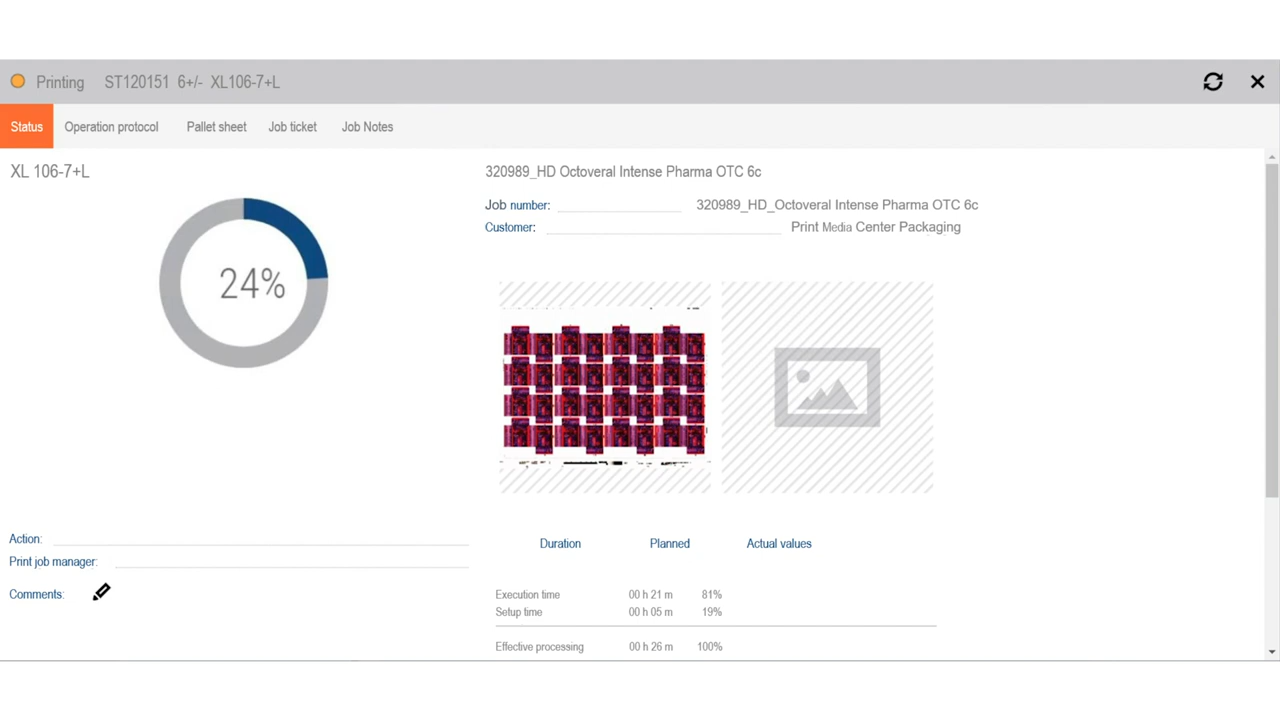 Printing ST120151 6+/- XL106-7+L
Status Operation protocol Pallet sheet Job ticket Job Notes
XL 106-7+L
24%
Action:
Print job manager:
Comments:
320989_HD Octoveral Intense Pharma OTC 6c
Job number: 320989_HD_Octoveral Intense Pharma OTC 6c
Customer: Print Media Center Packaging
Duration Planned Actual values
Execution time 00 h 21 m 81%
Setup time 00 h 05 m 19%
Effective processing 00 h 26 m 100%